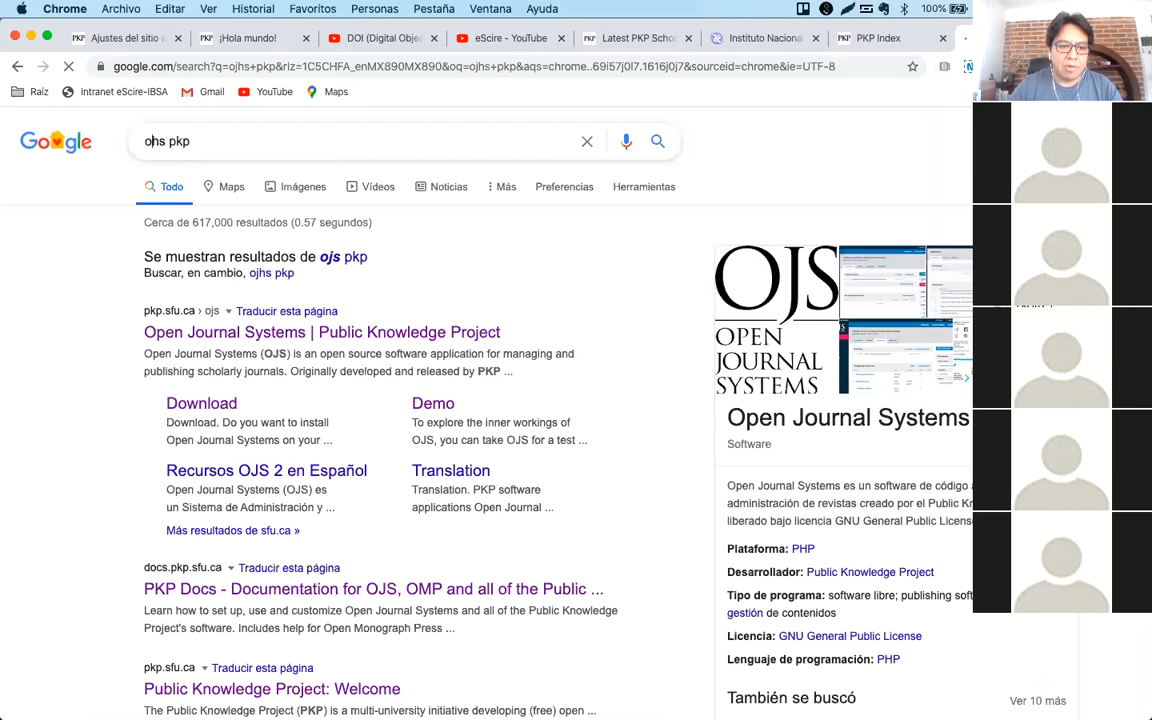 Chrome Archivo Editar Ver Historial Favoritos Personas Pestaña Ventana Ayuda 100%
PKP Ajustes del sitio w PKP ¡Hola mundo! DOI (Digital Obje eScire - YouTube PKP Latest PKP Scho Instituto Nacional PKP PKP Index
google.com/search?q=ojhs+pkp&rlz=1C5CHFA_enMX890MX890&oq=ojhs+pkp&aqs=chrome..69i57j0l7.1616j0j7&sourceid=chrome&ie=UTF-8
Raíz Intranet eScire-IBSA Gmail YouTube Maps
Google ohs pkp
Todo Maps Imágenes Vídeos Noticias Más Preferencias Herramientas
Cerca de 617,000 resultados (0.57 segundos)
Se muestran resultados de ojs pkp
Buscar, en cambio, ojhs pkp
pkp.sfu.ca › ojs Traducir esta página
Open Journal Systems | Public Knowledge Project
Open Journal Systems (OJS) is an open source software application for managing and
publishing scholarly journals. Originally developed and released by PKP ...
Download
Download. Do you want to install
Open Journal Systems on your ...
Demo
To explore the inner workings of
OJS, you can take OJS for a test ...
Recursos OJS 2 en Español
Open Journal Systems (OJS) es
un Sistema de Administración y ...
Translation
Translation. PKP software
applications Open Journal ...
Más resultados de sfu.ca »
docs.pkp.sfu.ca Traducir esta página
PKP Docs - Documentation for OJS, OMP and all of the Public ...
Learn how to set up, use and customize Open Journal Systems and all of the Public Knowledge
Project's software. Includes help for Open Monograph Press ...
pkp.sfu.ca Traducir esta página
Public Knowledge Project: Welcome
The Public Knowledge Project (PKP) is a multi-university initiative developing (free) open ...
OJS
OPEN
JOURNAL
SYSTEMS
Open Journal Systems
Software
Open Journal Systems es un software de código a
administración de revistas creado por el Public Kn
liberado bajo licencia GNU General Public License
Plataforma: PHP
Desarrollador: Public Knowledge Project
Tipo de programa: software libre; publishing soft
gestión de contenidos
Licencia: GNU General Public License
Lenguaje de programación: PHP
También se buscó Ver 10 más